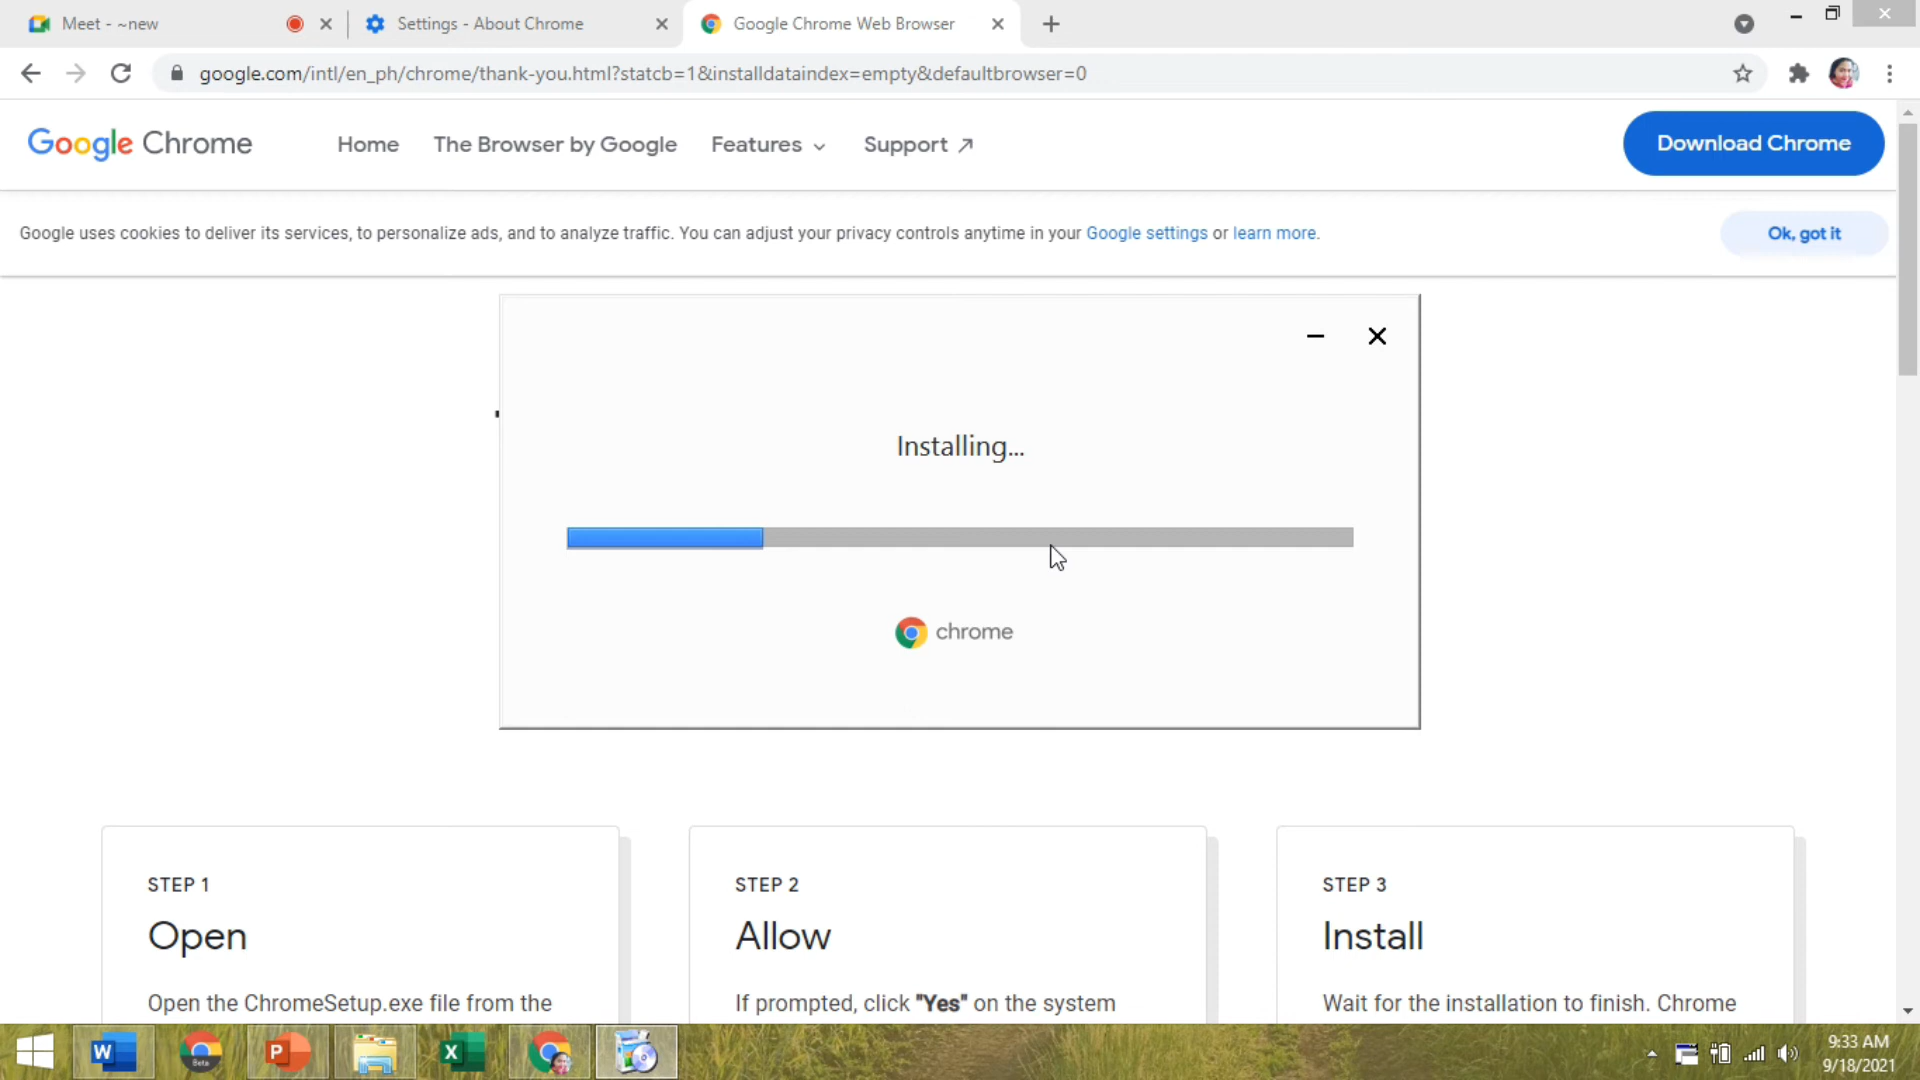 Meet - ~new
Settings - About Chrome
Google Chrome Web Browser
google.com/intl/en_ph/chrome/thank-you.html?statcb=1&installdataindex=empty&defaultbrowser=0
Google Chrome
Home
The Browser by Google
Features
Support
Download Chrome
Google uses cookies to deliver its services, to personalize ads, and to analyze traffic. You can adjust your privacy controls anytime in your Google settings or learn more.
Ok, got it
Installing...
chrome
STEP 1
Open
Open the ChromeSetup.exe file from the
STEP 2
Allow
If prompted, click "Yes" on the system
STEP 3
Install
Wait for the installation to finish. Chrome
W
Beta
P
X
9:33 AM
9/18/2021